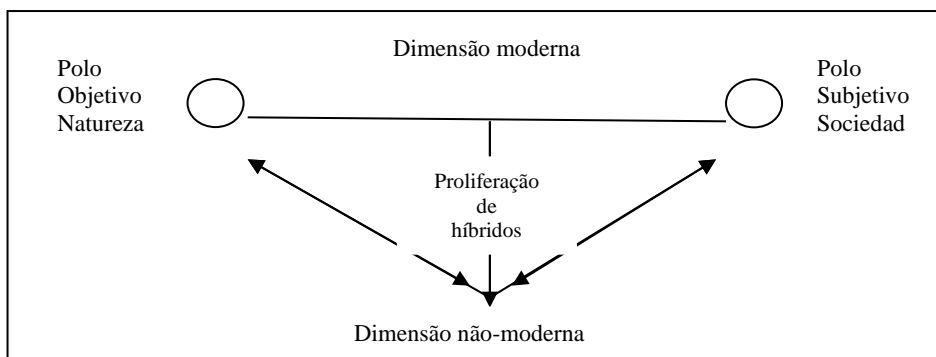 Dimensão moderna
Polo
Objetivo
Natureza
Polo
Subjetivo
Sociedad
Proliferação
de
híbridos
Dimensão não-moderna